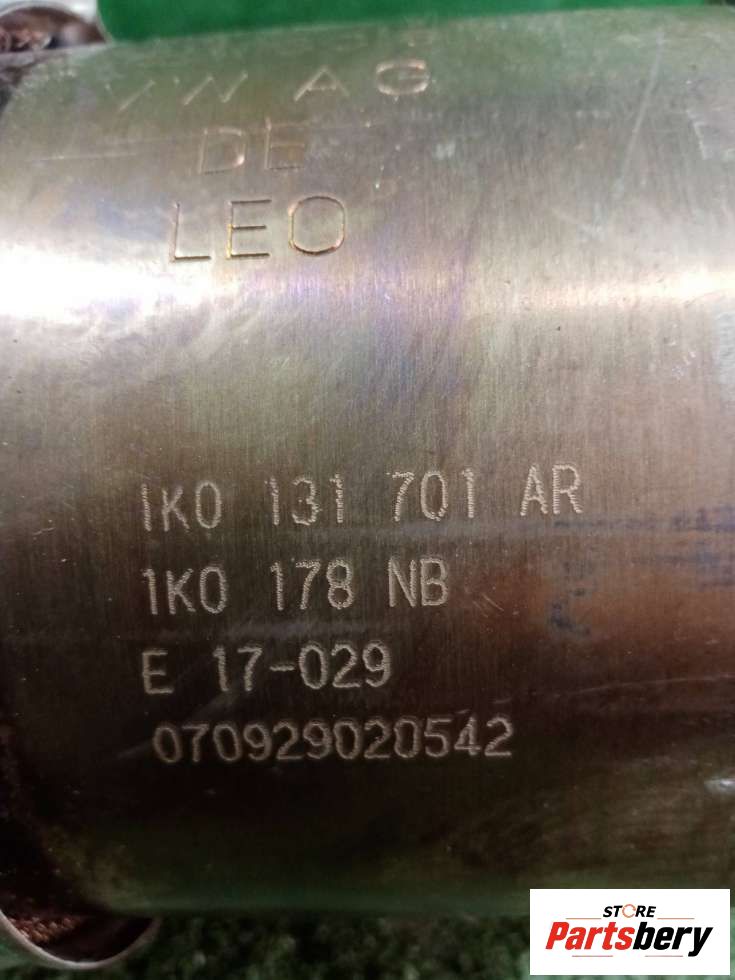 VW AG
DE
LEO
1K0 131 701 AR
1K0 178 NB
E 17-029
070929020542
STORE
Partsbery